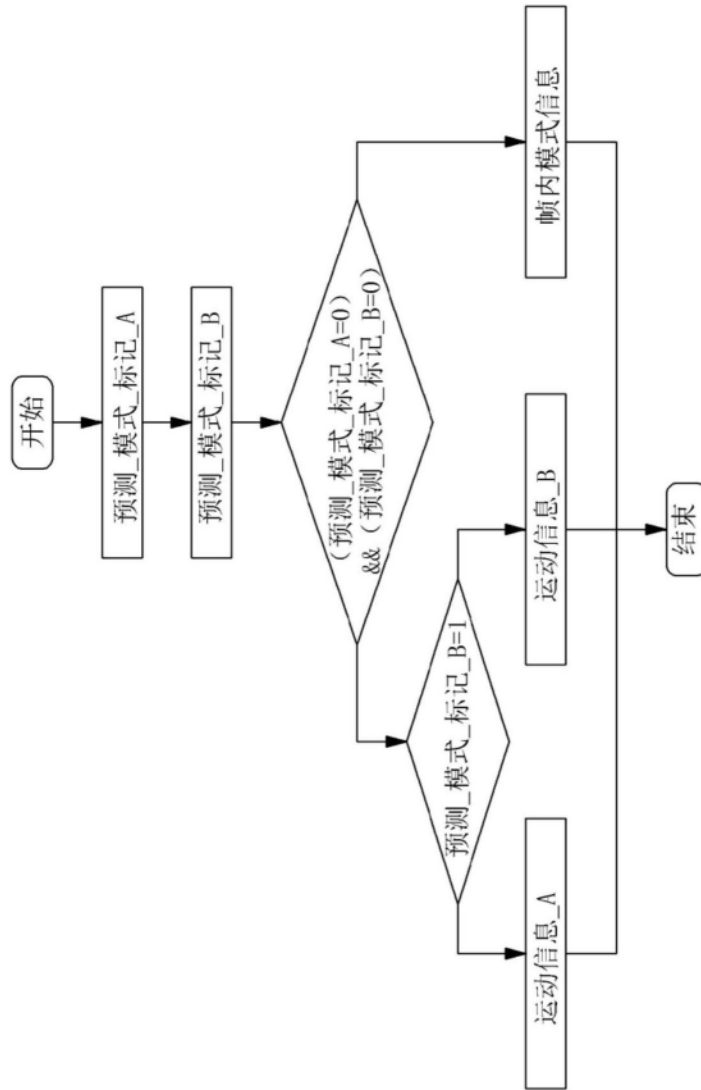 开始
预测_模式_标记_A
预测_模式_标记_B
(预测_模式_标记_A=0)
&&(预测_模式_标记_B=0)
预测_模式_标记_B=1
运动信息_A
运动信息_B
帧内模式信息
结束